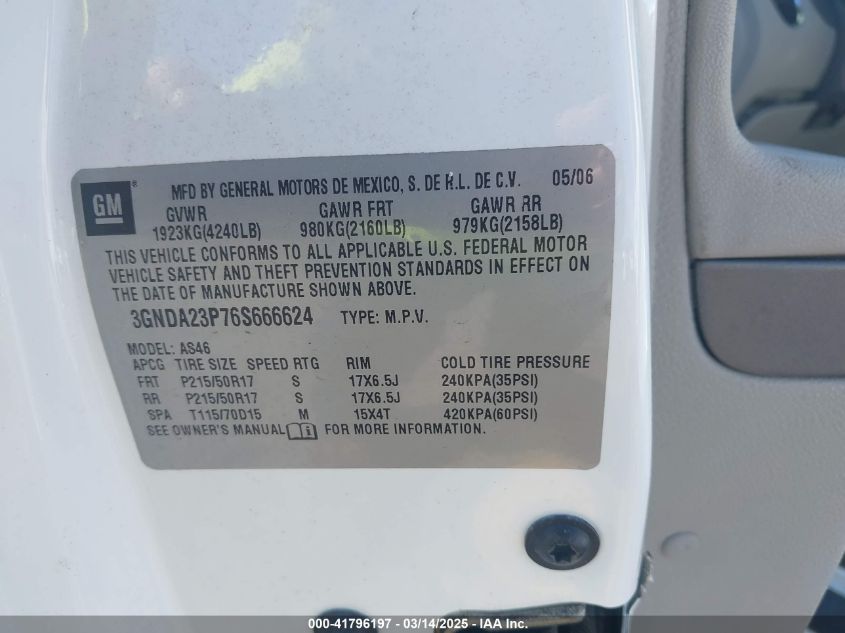 GM ® MFD BY GENERAL MOTORS DE MEXICO, S. DE R.L. DE C.V. 05/06
GVWR GAWR FRT GAWR RR
1923KG(4240LB) 980KG(2160LB) 979KG(2158LB)
THIS VEHICLE CONFORMS TO ALL APPLICABLE U.S. FEDERAL MOTOR
VEHICLE SAFETY AND THEFT PREVENTION STANDARDS IN EFFECT ON
THE DATE OF MANUFACTURE SHOWN ABOVE.
3GNDA23P76S666624 TYPE: M.P.V.
MODEL: AS46
APCG TIRE SIZE SPEED RTG RIM COLD TIRE PRESSURE
FRT P215/50R17 S 17X6.5J 240KPA(35PSI)
RR P215/50R17 S 17X6.5J 240KPA(35PSI)
SPA T115/70D15 M 15X4T 420KPA(60PSI)
SEE OWNER'S MANUAL FOR MORE INFORMATION.
©©-41796197 - 03/14/2025 - IAA Inc.